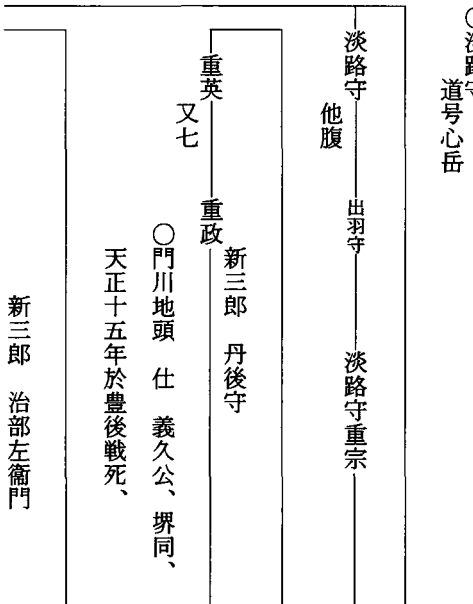 ○淡路守
道号心岳
淡路守
他腹
出羽守
淡路守重宗
重英
又七
重政
新三郎　丹後守
○門川地頭　仕　義久公、堺同、
天正十五年於豊後戦死、
新三郎　治部左衞門